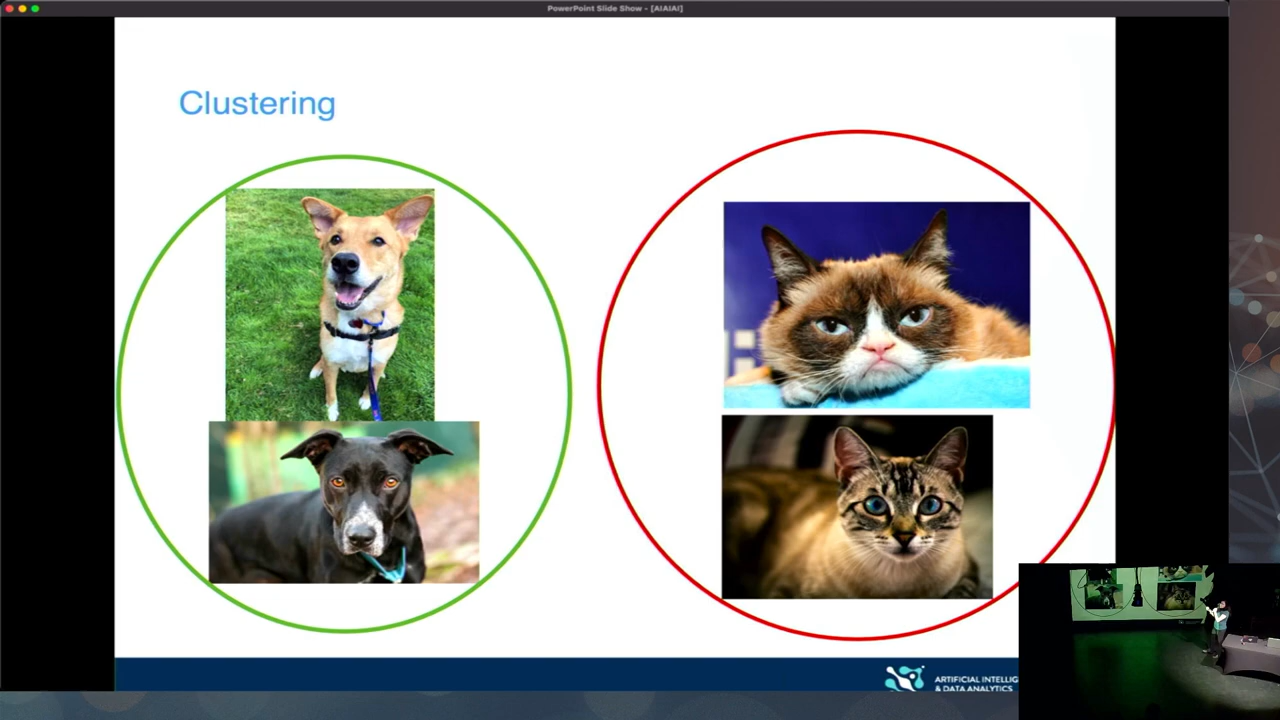 PowerPoint Slide Show - [AIAIAI]
Clustering
ARTIFICIAL INTELLIG
& DATA ANALYTICS